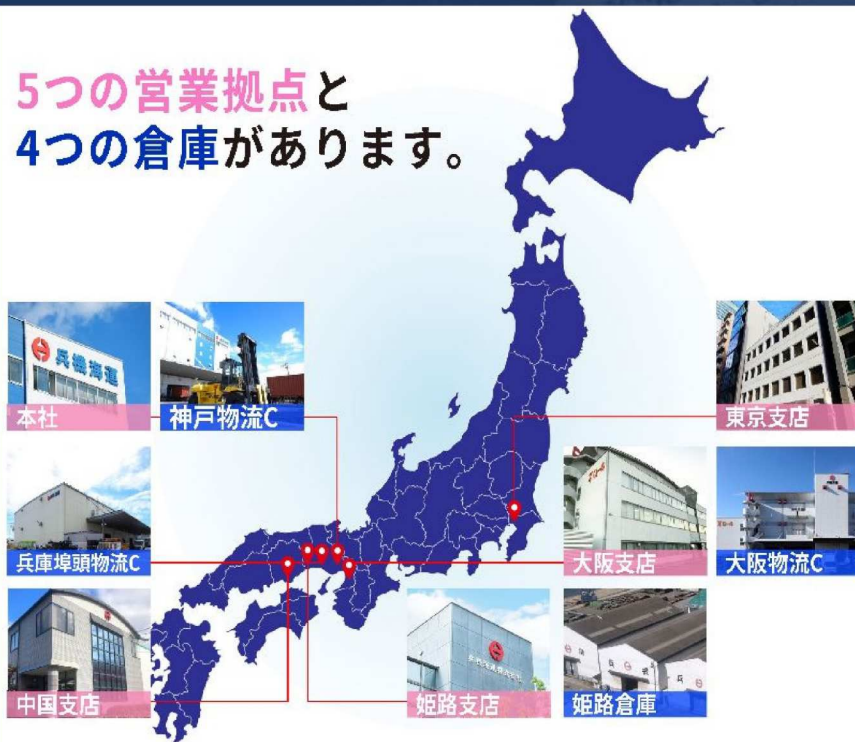 5つの営業拠点と
4つの倉庫があります。
兵機海運
本社
神戸物流C
東京支店
兵庫埠頭物流C
大阪支店
大阪物流C
中国支店
姫路支店
姫路倉庫